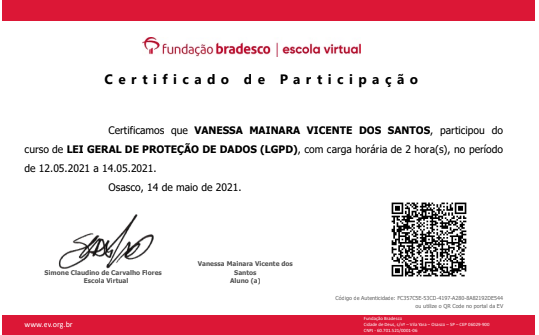 fundação bradesco | escola virtual
Certificado de Participação
Certificamos que VANESSA MAINARA VICENTE DOS SANTOS, participou do
curso de LEI GERAL DE PROTEÇÃO DE DADOS (LGPD), com carga horária de 2 hora(s), no período
de 12.05.2021 a 14.05.2021.
Osasco, 14 de maio de 2021.
Simone Claudino de Carvalho Flores
Escola Virtual
Vanessa Mainara Vicente dos
Santos
Aluno (a)
Código de Autenticidade: FC357C5E-53CD-4197-A280-8A82192DE544
ou utilize o QR Code no portal da EV
www.ev.org.br
Fundação Bradesco
Cidade de Deus, s/nº – Vila Yara – Osasco – SP – CEP 06029-900
CNPJ - 60.701.521/0001-06